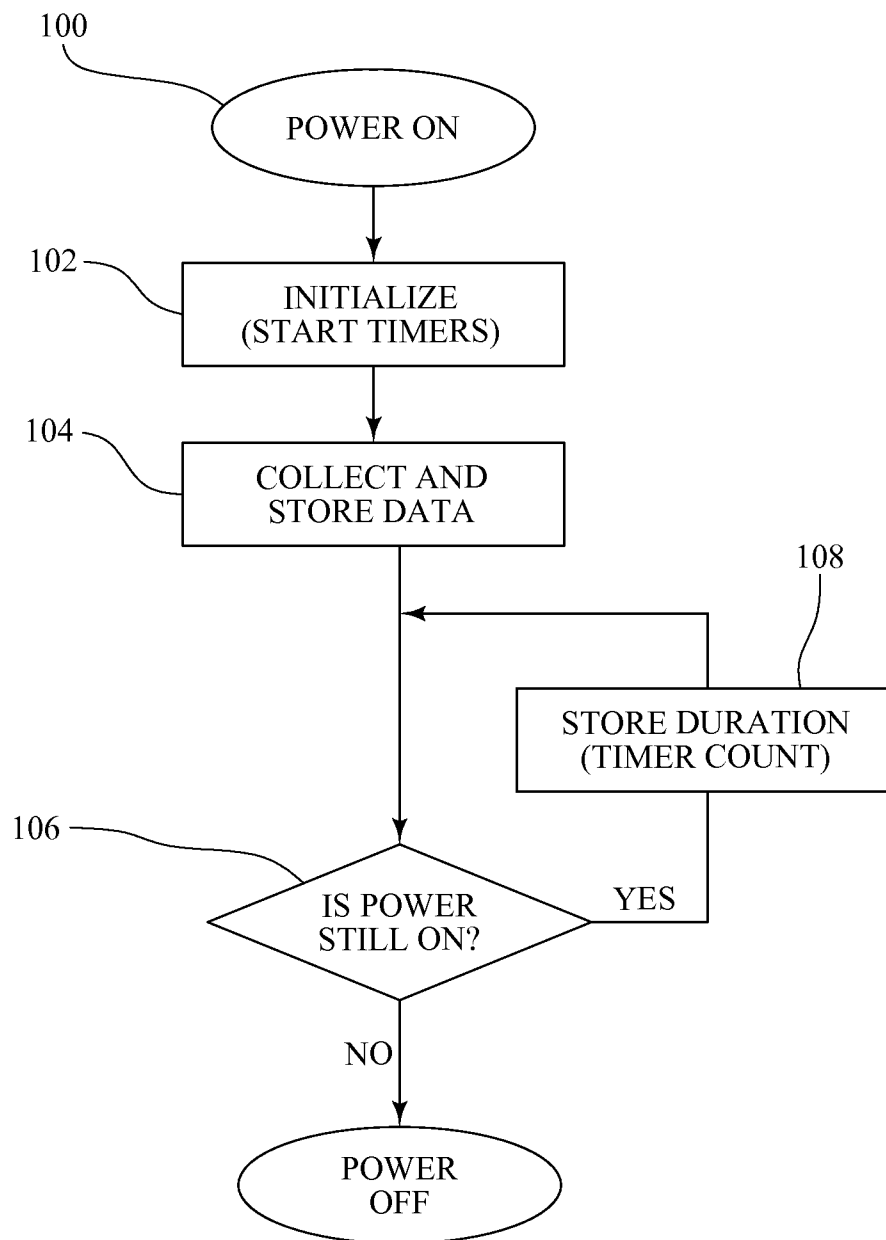 100
POWER ON
102
INITIALIZE
(START TIMERS)
104
COLLECT AND
STORE DATA
108
STORE DURATION
(TIMER COUNT)
106
IS POWER
STILL ON?
YES
NO
POWER
OFF